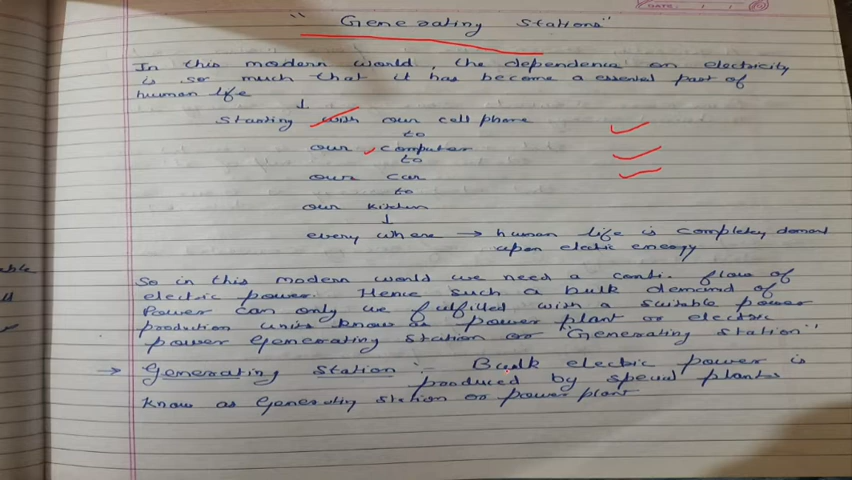 DATE: / /
"Generating Stations"
In this modern world, the dependence on electricity
is so much that it has become a essental part of
human life
↓
Starting with our cell phone
to
our computer
to
our car
to
our kitchen
↓
every where → human life is completey demand
upon electic energy
So in this modern world we need a conti. flow of
electric power. Hence such a bulk demand of
Power can only we fulfilled with a suitable power
production units know as power plant or electric
power Generating station or "Generating station"
→ Generating Station :- Bulk electric power is
produced by special plants
know as Generating station or power plant